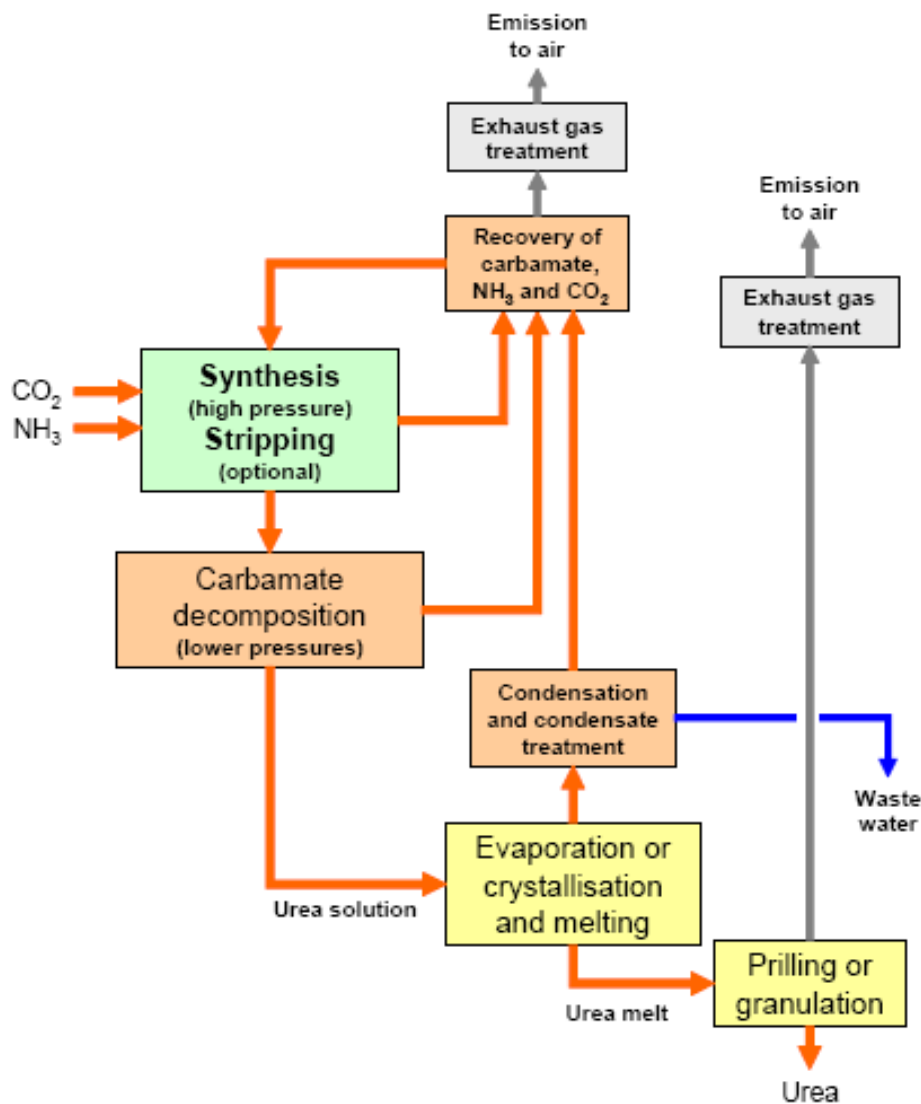 Emission
to air
Exhaust gas
treatment
Emission
to air
Recovery of
carbamate,
NH₃ and CO₂
Exhaust gas
treatment
CO₂
NH₃
Synthesis
(high pressure)
Stripping
(optional)
Carbamate
decomposition
(lower pressures)
Condensation
and condensate
treatment
Waste
water
Evaporation or
crystallisation
and melting
Urea solution
Prilling or
granulation
Urea melt
Urea